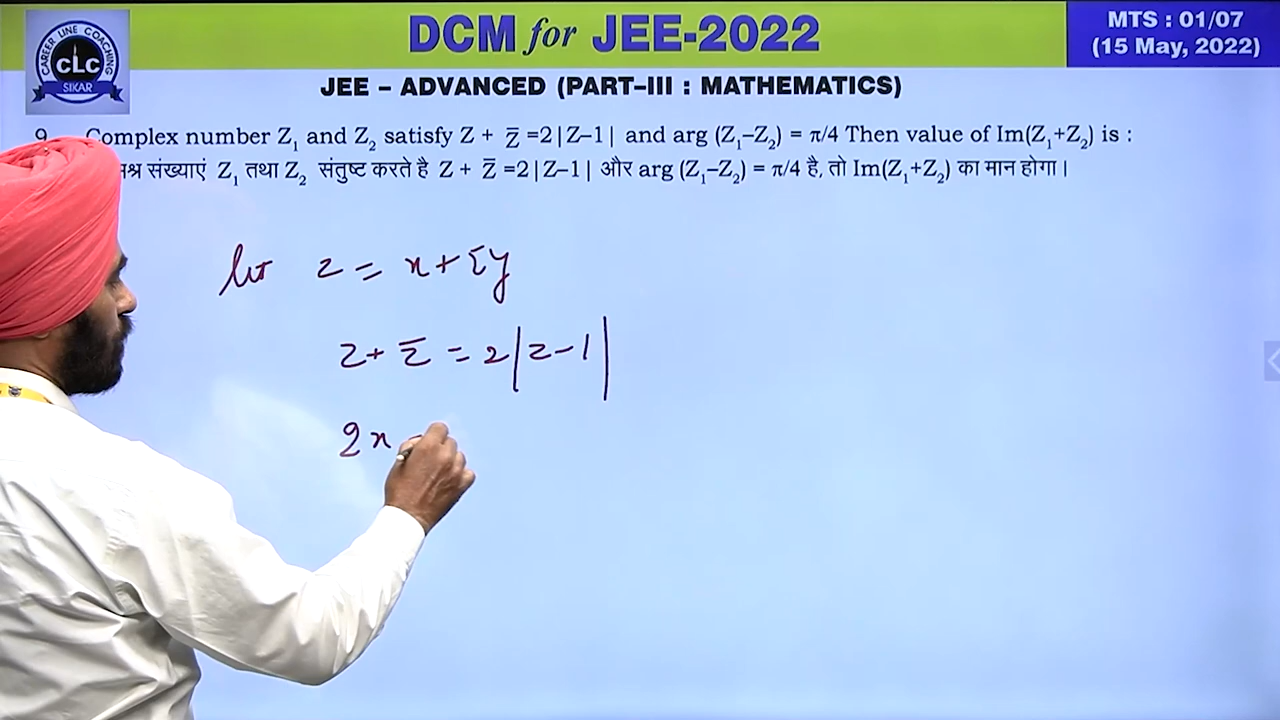 CAREER LINE COACHING
CLC
SIKAR
DCM for JEE-2022
MTS : 01/07
(15 May, 2022)
JEE – ADVANCED (PART–III : MATHEMATICS)
9. Complex number Z₁ and Z₂ satisfy Z + Z̅ =2|Z–1| and arg (Z₁–Z₂) = π/4 Then value of Im(Z₁+Z₂) is :
संख्याएं Z₁ तथा Z₂ संतुष्ट करते है Z + Z̅ =2|Z–1| और arg (Z₁–Z₂) = π/4 है, तो Im(Z₁+Z₂) का मान होगा।
let z = x + iy
z + z̅ = 2|z-1|
2x